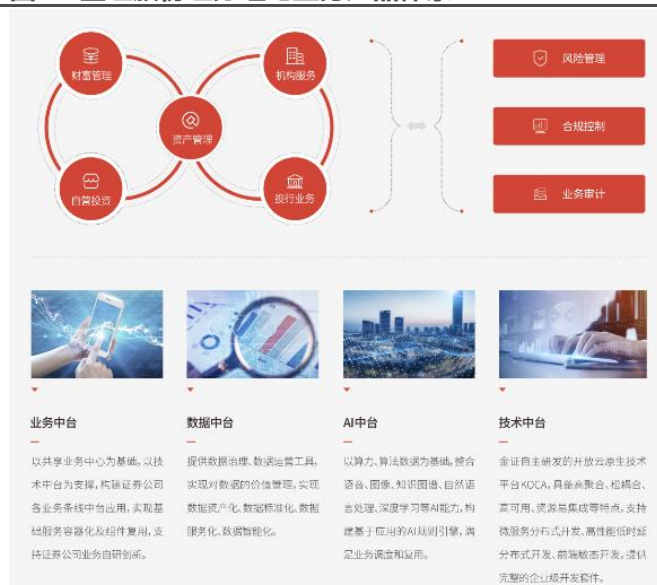 财富管理
机构服务
资产管理
自营投资
投行业务
风险管理
合规控制
业务审计
业务中台
以共享业务中心为基础，以技
术中台为支撑，构建证券公司
各业务条线中台应用，实现基
础服务容器化及组件复用，支
持证券公司业务自研创新。
数据中台
提供数据治理、数据运营工具，
实现对数据的价值管理，实现
数据资产化、数据标准化、数据
服务化、数据智能化。
AI中台
以算力、算法数据为基础，整合
语音、图像、知识图谱、自然语
言处理、深度学习等AI能力，构
建基于应用的AI规则引擎，满
足业务调度和复用。
技术中台
金证自主研发的开放云原生技术
平台KOCA，具备高聚合、松耦合、
高可用、资源易集成等特点，支持
微服务分布式开发、高性能低时延
分布式开发、前端敏态开发，提供
完整的企业级开发套件。